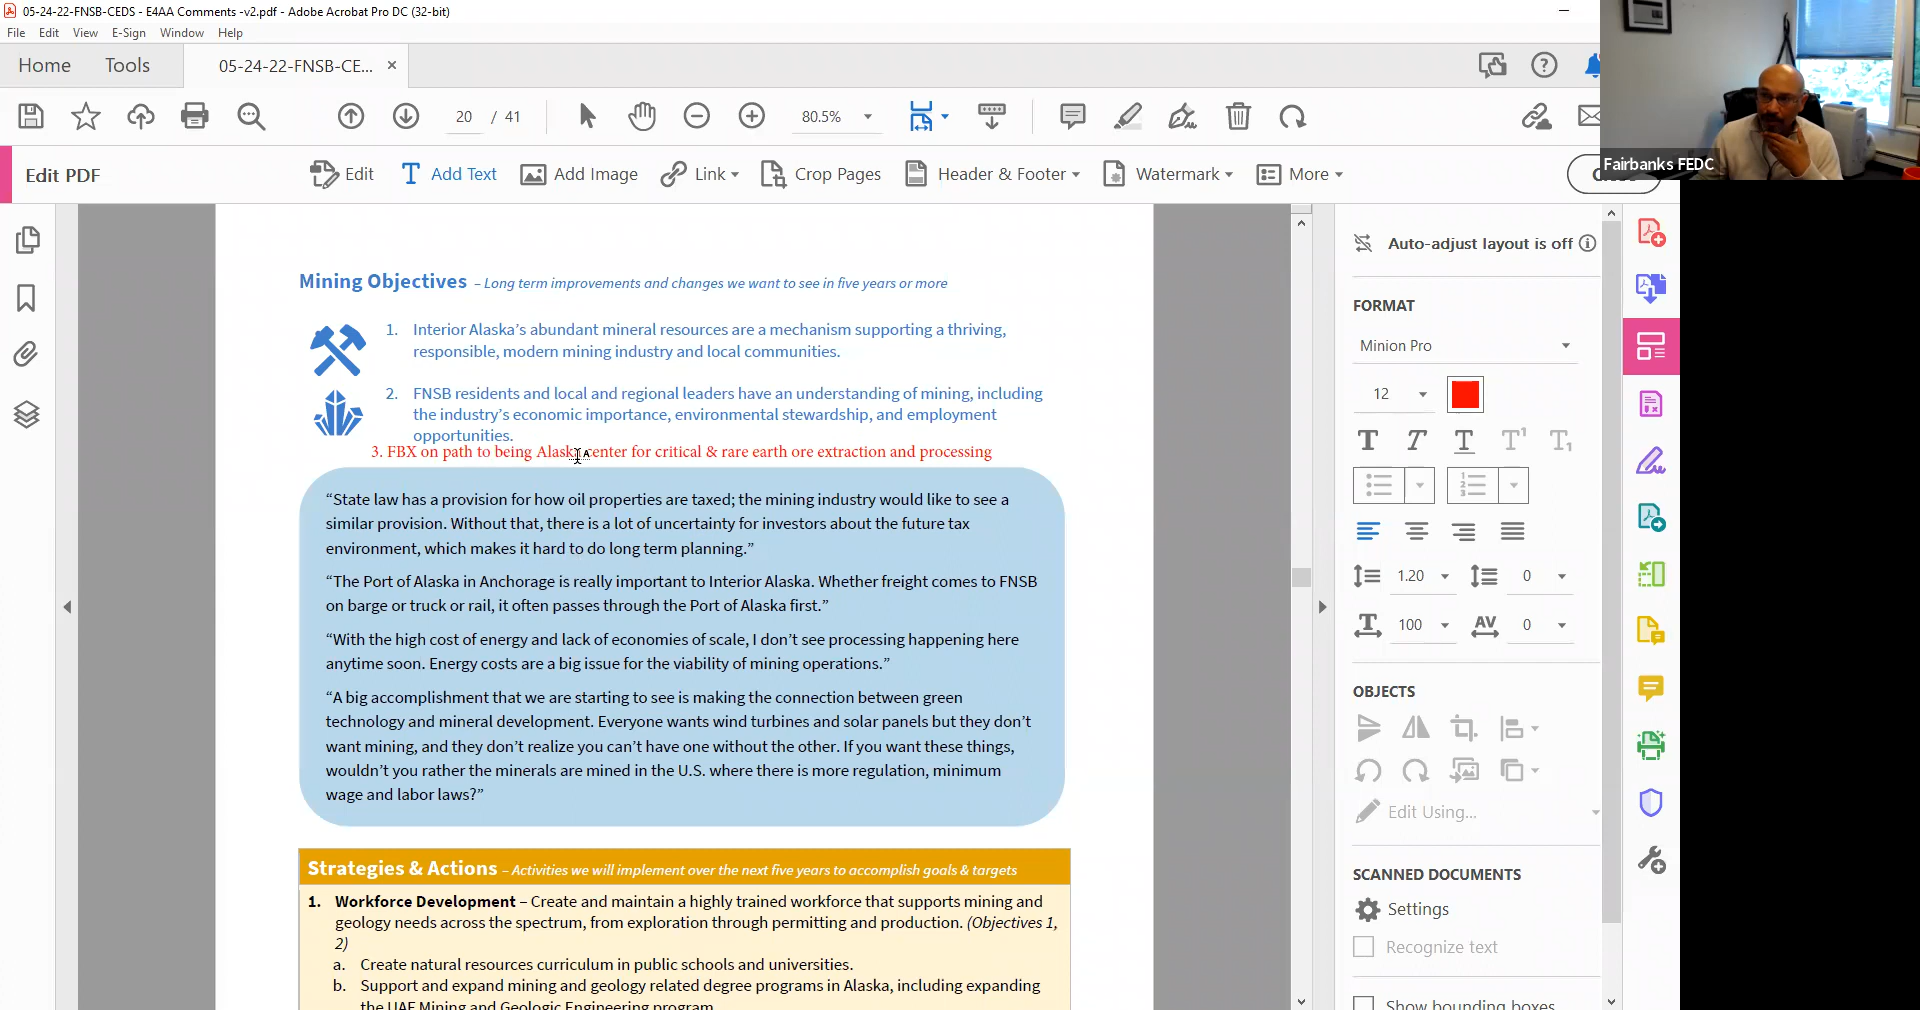 05-24-22-FNSB-CEDS - E4AA Comments -v2.pdf - Adobe Acrobat Pro DC (32-bit)
File Edit View E-Sign Window Help
Home Tools 05-24-22-FNSB-CE... ×
20 / 41 80.5%
Fairbanks FEDC
Edit PDF Edit Add Text Add Image Link Crop Pages Header & Footer Watermark More
Auto-adjust layout is off
Mining Objectives – Long term improvements and changes we want to see in five years or more
1. Interior Alaska’s abundant mineral resources are a mechanism supporting a thriving,
responsible, modern mining industry and local communities.
2. FNSB residents and local and regional leaders have an understanding of mining, including
the industry’s economic importance, environmental stewardship, and employment
opportunities.
3. FBX on path to being Alaska center for critical & rare earth ore extraction and processing
“State law has a provision for how oil properties are taxed; the mining industry would like to see a
similar provision. Without that, there is a lot of uncertainty for investors about the future tax
environment, which makes it hard to do long term planning.”
“The Port of Alaska in Anchorage is really important to Interior Alaska. Whether freight comes to FNSB
on barge or truck or rail, it often passes through the Port of Alaska first.”
“With the high cost of energy and lack of economies of scale, I don’t see processing happening here
anytime soon. Energy costs are a big issue for the viability of mining operations.”
“A big accomplishment that we are starting to see is making the connection between green
technology and mineral development. Everyone wants wind turbines and solar panels but they don’t
want mining, and they don’t realize you can’t have one without the other. If you want these things,
wouldn’t you rather the minerals are mined in the U.S. where there is more regulation, minimum
wage and labor laws?”
Strategies & Actions – Activities we will implement over the next five years to accomplish goals & targets
1. Workforce Development – Create and maintain a highly trained workforce that supports mining and
geology needs across the spectrum, from exploration through permitting and production. (Objectives 1,
2)
a. Create natural resources curriculum in public schools and universities.
b. Support and expand mining and geology related degree programs in Alaska, including expanding
the UAF Mining and Geologic Engineering program
FORMAT
Minion Pro
12
T T T T¹ T₁
1.20 0
100 AV 0
OBJECTS
Edit Using...
SCANNED DOCUMENTS
Settings
Recognize text
Show bounding boxes